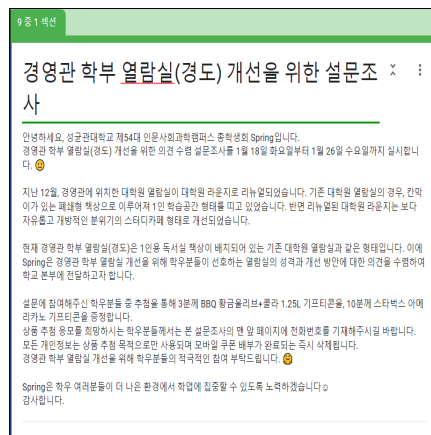 9 중 1 섹션
경영관 학부 열람실(경도) 개선을 위한 설문조
사
안녕하세요, 성균관대학교 제54대 인문사회과학캠퍼스 총학생회 Spring입니다.
경영관 학부 열람실(경도) 개선을 위한 의견 수렴 설문조사를 1월 18일 화요일부터 1월 26일 수요일까지 실시합니
다. 🙂
지난 12월, 경영관에 위치한 대학원 열람실이 대학원 라운지로 리뉴얼되었습니다. 기존 대학원 열람실의 경우, 칸막
이가 있는 폐쇄형 책상으로 이루어져 1인 학습공간 형태를 띠고 있었습니다. 반면 리뉴얼된 대학원 라운지는 보다
자유롭고 개방적인 분위기의 스터디카페 형태로 개선되었습니다.
현재 경영관 학부 열람실(경도)은 1인용 독서실 책상이 배치되어 있는 기존 대학원 열람실과 같은 형태입니다. 이에
Spring은 경영관 학부 열람실 개선을 위해 학우분들이 선호하는 열람실의 성격과 개선 방안에 대한 의견을 수렴하여
학교 본부에 전달하고자 합니다.
설문에 참여해주신 학우분들 중 추첨을 통해 3분께 BBQ 황금올리브+콜라 1.25L 기프티콘을, 10분께 스타벅스 아메
리카노 기프티콘을 증정합니다.
상품 추첨 응모를 희망하시는 학우분들께서는 본 설문조사의 맨 앞 페이지에 전화번호를 기재해주시길 바랍니다.
모든 개인정보는 상품 추첨 목적으로만 사용되며 모바일 쿠폰 배부가 완료되는 즉시 삭제됩니다.
경영관 학부 열람실 개선을 위해 학우분들의 적극적인 참여 부탁드립니다. 🤗
Spring은 학우 여러분들이 더 나은 환경에서 학업에 집중할 수 있도록 노력하겠습니다☺
감사합니다.